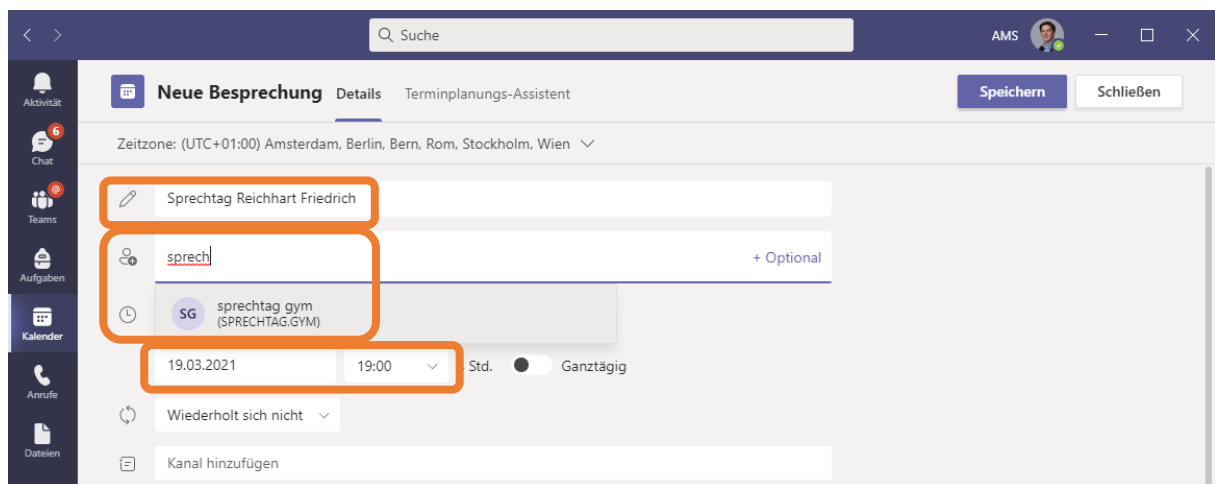 Suche
AMS
Aktivität
Neue Besprechung Details Terminplanungs-Assistent
Speichern
Schließen
6
Chat
Zeitzone: (UTC+01:00) Amsterdam, Berlin, Bern, Rom, Stockholm, Wien
@
Teams
Sprechtag Reichhart Friedrich
Aufgaben
sprech
+ Optional
SG sprechtag gym
(SPRECHTAG.GYM)
Kalender
19.03.2021 19:00 Std. Ganztägig
Anrufe
Wiederholt sich nicht
Dateien
Kanal hinzufügen